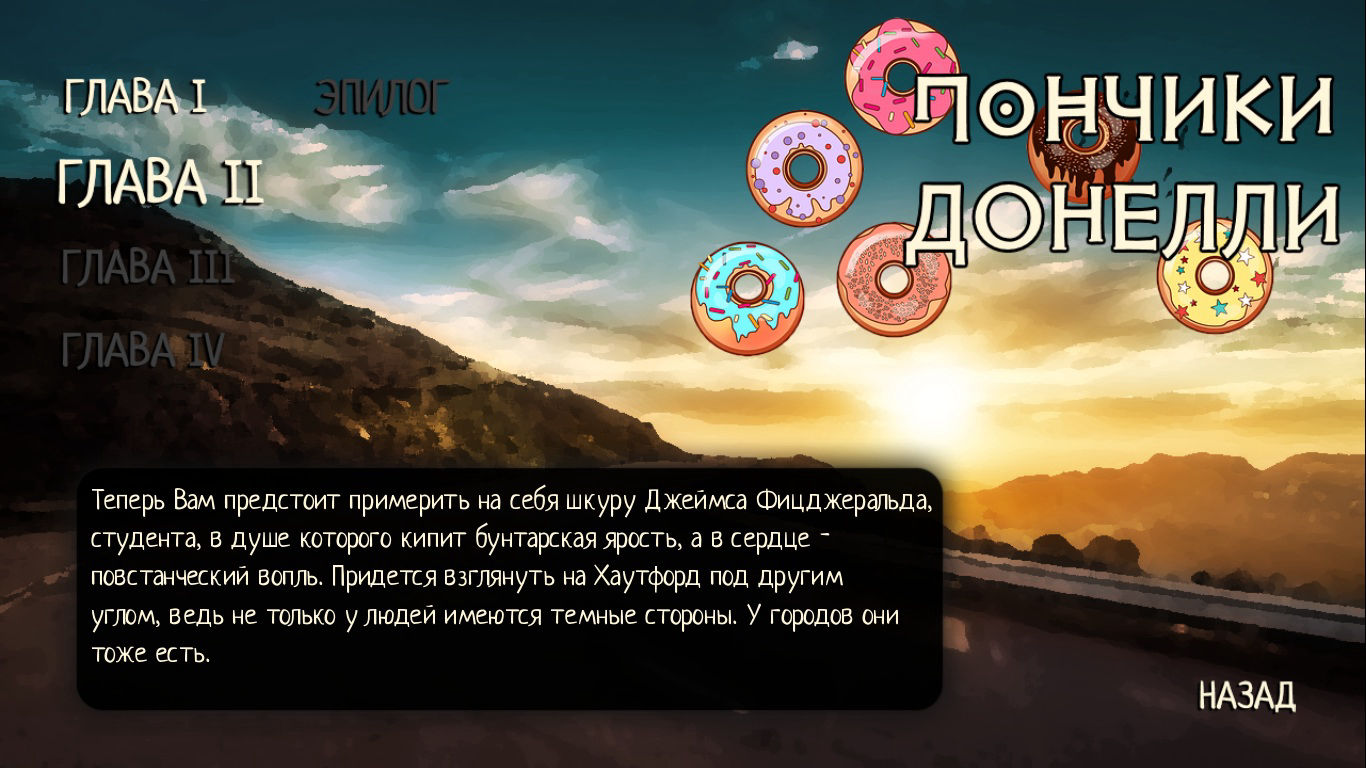 ГЛАВА I
ЭПИЛОГ
ГЛАВА II
ГЛАВА III
ГЛАВА IV
ПОНЧИКИ
ДОНЕЛЛИ
Теперь Вам предстоит примерить на себя шкуру Джеймса Фицджеральда,
студента, в душе которого кипит бунтарская ярость, а в сердце -
повстанческий вопль. Придется взглянуть на Хаутфорд под другим
углом, ведь не только у людей имеются темные стороны. У городов они
тоже есть.
НАЗАД